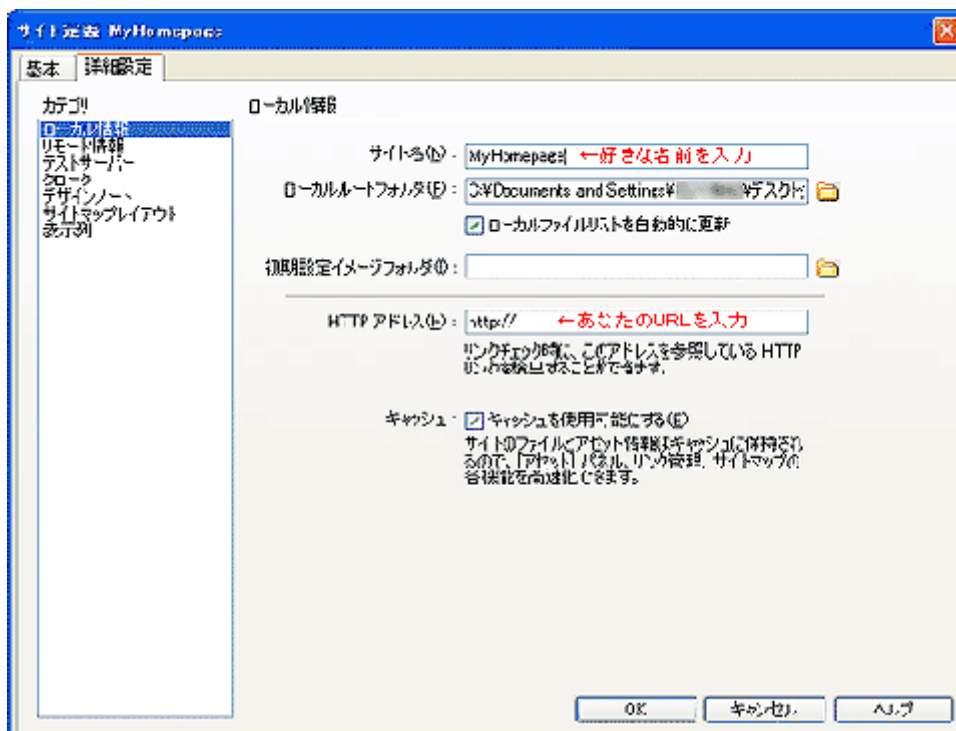 サイト定義 MyHomepage
基本
詳細設定
カテゴリ
ローカル情報
リモート情報
テストサーバー
クローク
デザインノート
サイトマップレイアウト
表示列
ローカル情報
サイト名(N): MyHomepage ←好きな名前を入力
ローカルルートフォルダ(F): C:¥Documents and Settings¥ ¥デスクト
ローカルファイルリストを自動的に更新
初期設定イメージフォルダ(I):
HTTP アドレス(H): http:// ←あなたのURLを入力
リンクチェック時に、このアドレスを参照している HTTP
リンクを検出することができます。
キャッシュ: キャッシュを使用可能にする(E)
サイトのファイルとアセット情報はキャッシュに保持され
るので、[アセット] パネル、リンク管理、サイトマップの
各機能を高速化できます。
OK
キャンセル
ヘルプ